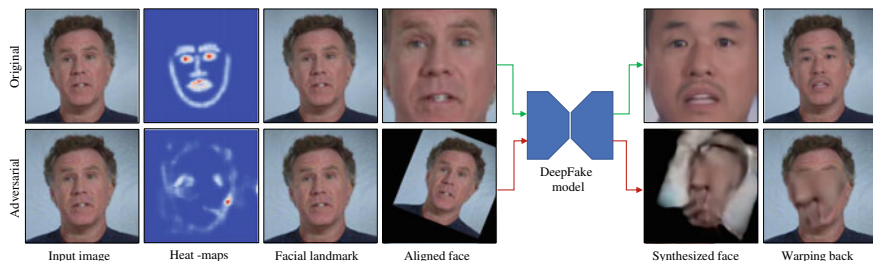 Original
Adversarial
DeepFake
model
Input image
Heat -maps
Facial landmark
Aligned face
Synthesized face
Warping back